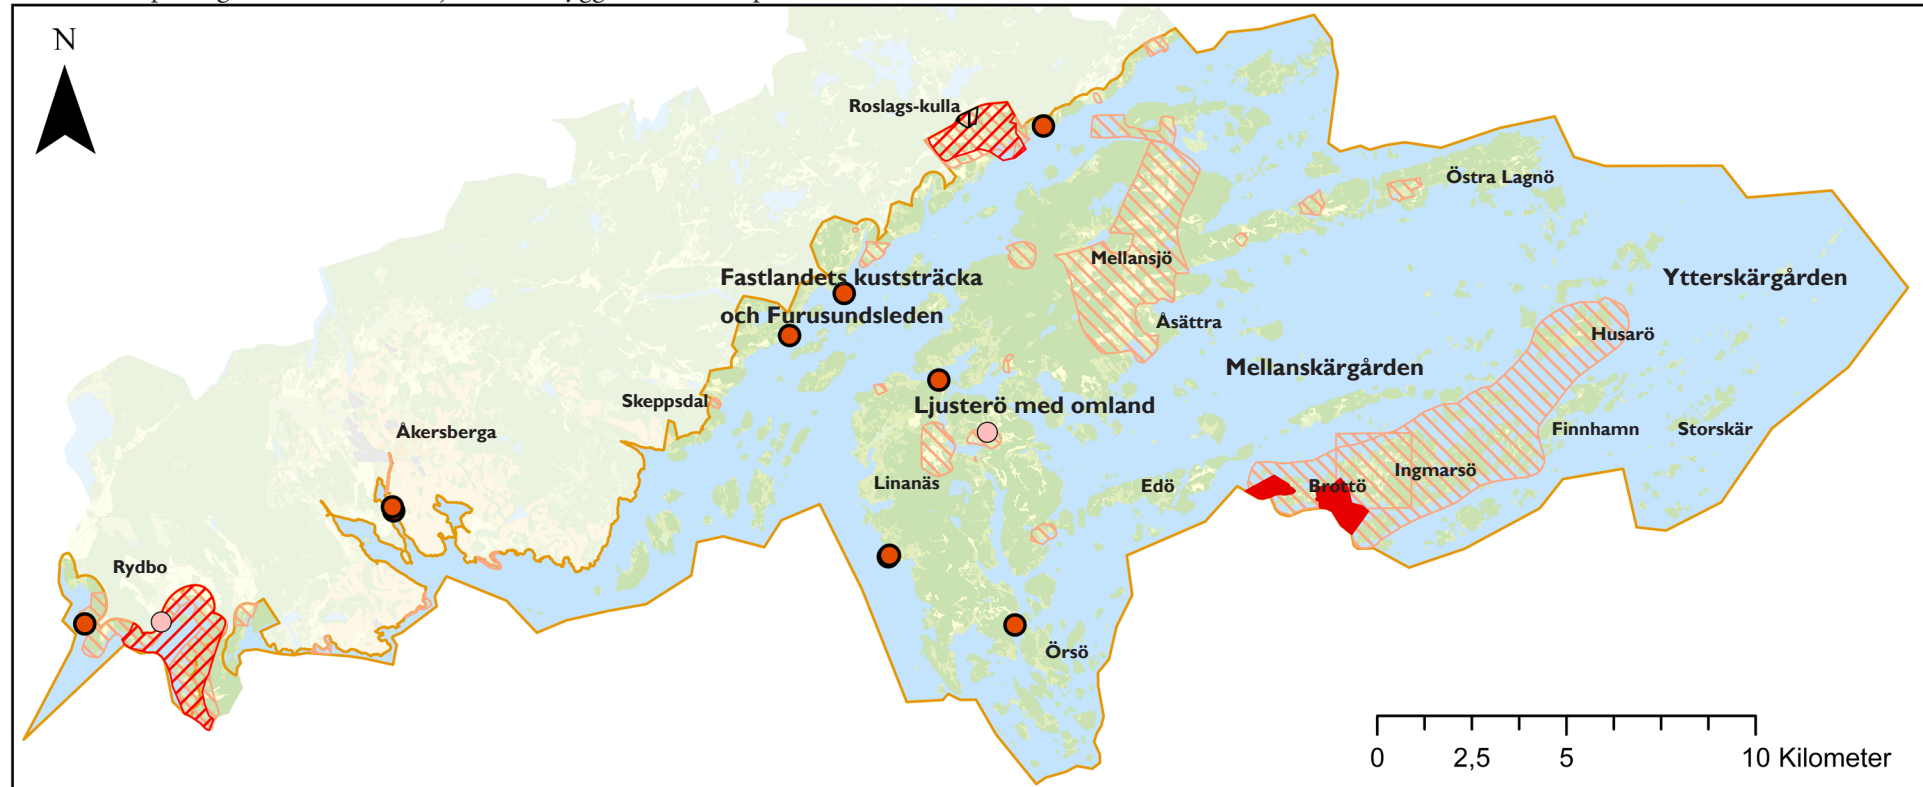 N
Roslags-kulla
Östra Lagnö
Mellansjö
Fastlandets kuststräcka
och Furusundsleden
Ytterskärgården
Åsättra
Husarö
Mellanskärgården
Skeppsdal
Ljusterö med omland
Åkersberga
Finnhamn
Storskär
Ingmarsö
Linanäs
Edö
Brottö
Rydbo
Örsö
0
2,5
5
10 Kilometer